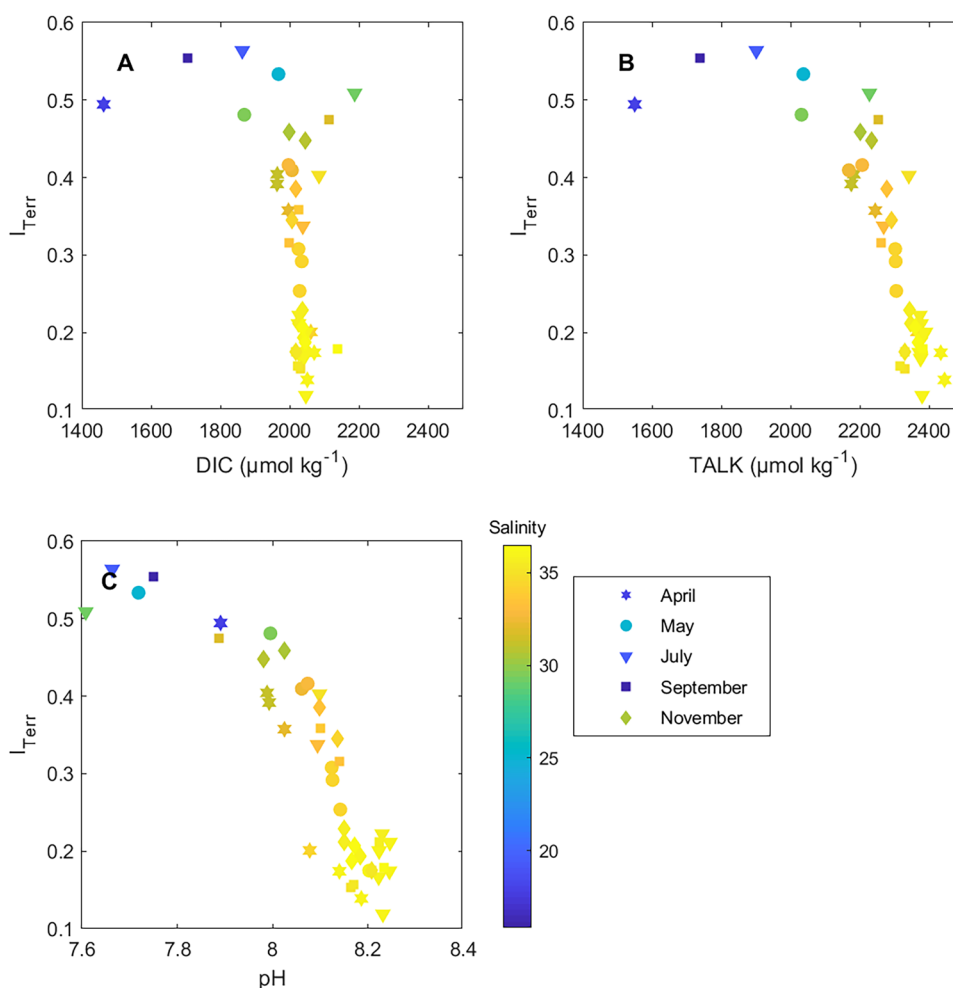 0.6
0.5
0.4
0.3
0.2
0.1
I_Terr
A
1400 1600 1800 2000 2200 2400
DIC (μmol kg⁻¹)
0.6
0.5
0.4
0.3
0.2
0.1
I_Terr
B
1400 1600 1800 2000 2200 2400
TALK (μmol kg⁻¹)
0.6
0.5
0.4
0.3
0.2
0.1
I_Terr
C
7.6 7.8 8 8.2 8.4
pH
Salinity
35
30
25
20
April
May
July
September
November